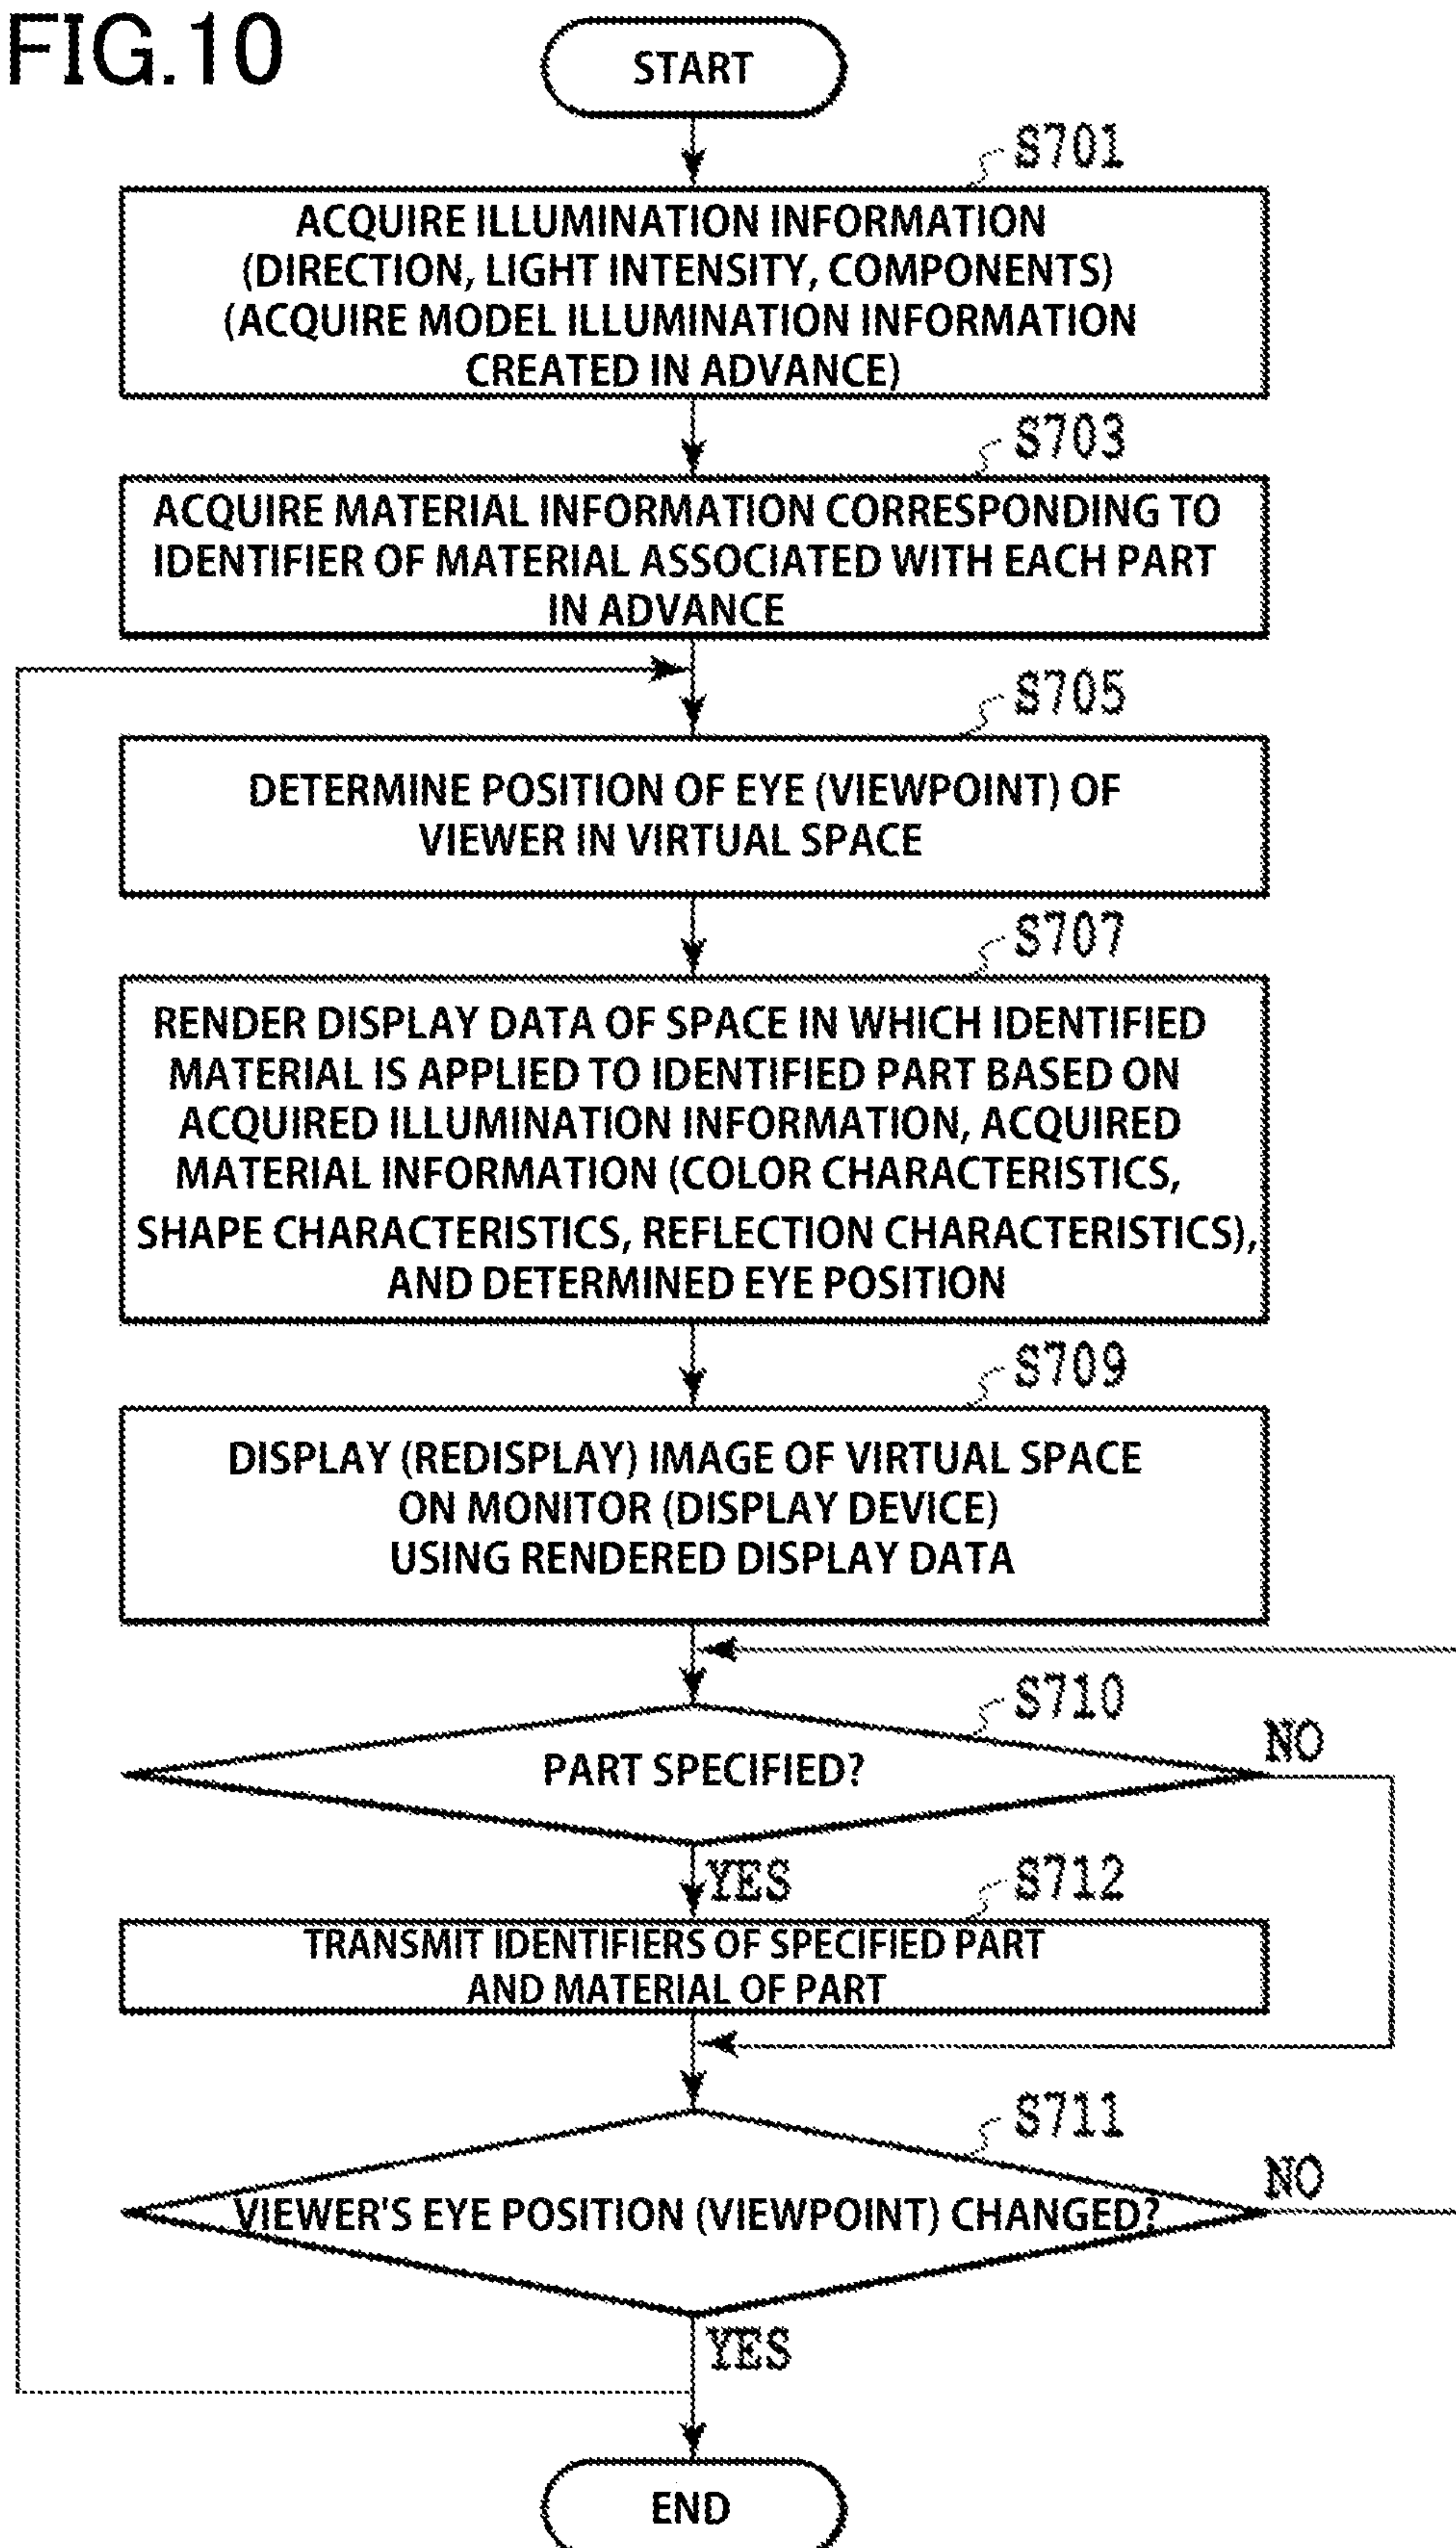 FIG.10
START
S701
ACQUIRE ILLUMINATION INFORMATION
(DIRECTION, LIGHT INTENSITY, COMPONENTS)
(ACQUIRE MODEL ILLUMINATION INFORMATION
CREATED IN ADVANCE)
S703
ACQUIRE MATERIAL INFORMATION CORRESPONDING TO
IDENTIFIER OF MATERIAL ASSOCIATED WITH EACH PART
IN ADVANCE
S705
DETERMINE POSITION OF EYE (VIEWPOINT) OF
VIEWER IN VIRTUAL SPACE
S707
RENDER DISPLAY DATA OF SPACE IN WHICH IDENTIFIED
MATERIAL IS APPLIED TO IDENTIFIED PART BASED ON
ACQUIRED ILLUMINATION INFORMATION, ACQUIRED
MATERIAL INFORMATION (COLOR CHARACTERISTICS,
SHAPE CHARACTERISTICS, REFLECTION CHARACTERISTICS),
AND DETERMINED EYE POSITION
S709
DISPLAY (REDISPLAY) IMAGE OF VIRTUAL SPACE
ON MONITOR (DISPLAY DEVICE)
USING RENDERED DISPLAY DATA
S710
PART SPECIFIED?
NO
YES
S712
TRANSMIT IDENTIFIERS OF SPECIFIED PART
AND MATERIAL OF PART
S711
VIEWER'S EYE POSITION (VIEWPOINT) CHANGED?
NO
YES
END